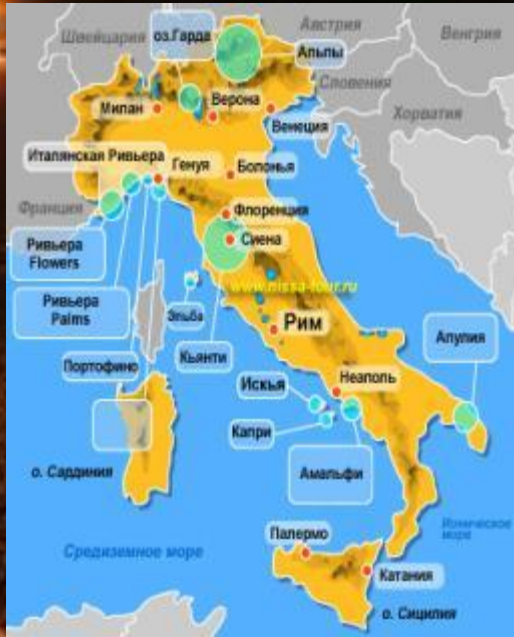 Австрия
Швейцария
оз.Гарда
Венгрия
Альпы
Словения
Милан
Верона
Хорватия
Венеция
Италянская Ривьера
Генуя
Болонья
Франция
Флоренция
Ривьера
Flowers
Сиена
www.nissa-tour.ru
Ривьера
Palms
Эльба
Рим
Апулия
Портофино
Кьянти
Неаполь
Искья
Капри
о. Сардиния
Амальфи
Ионическое
море
Палермо
Средиземное море
Катания
о. Сицилия